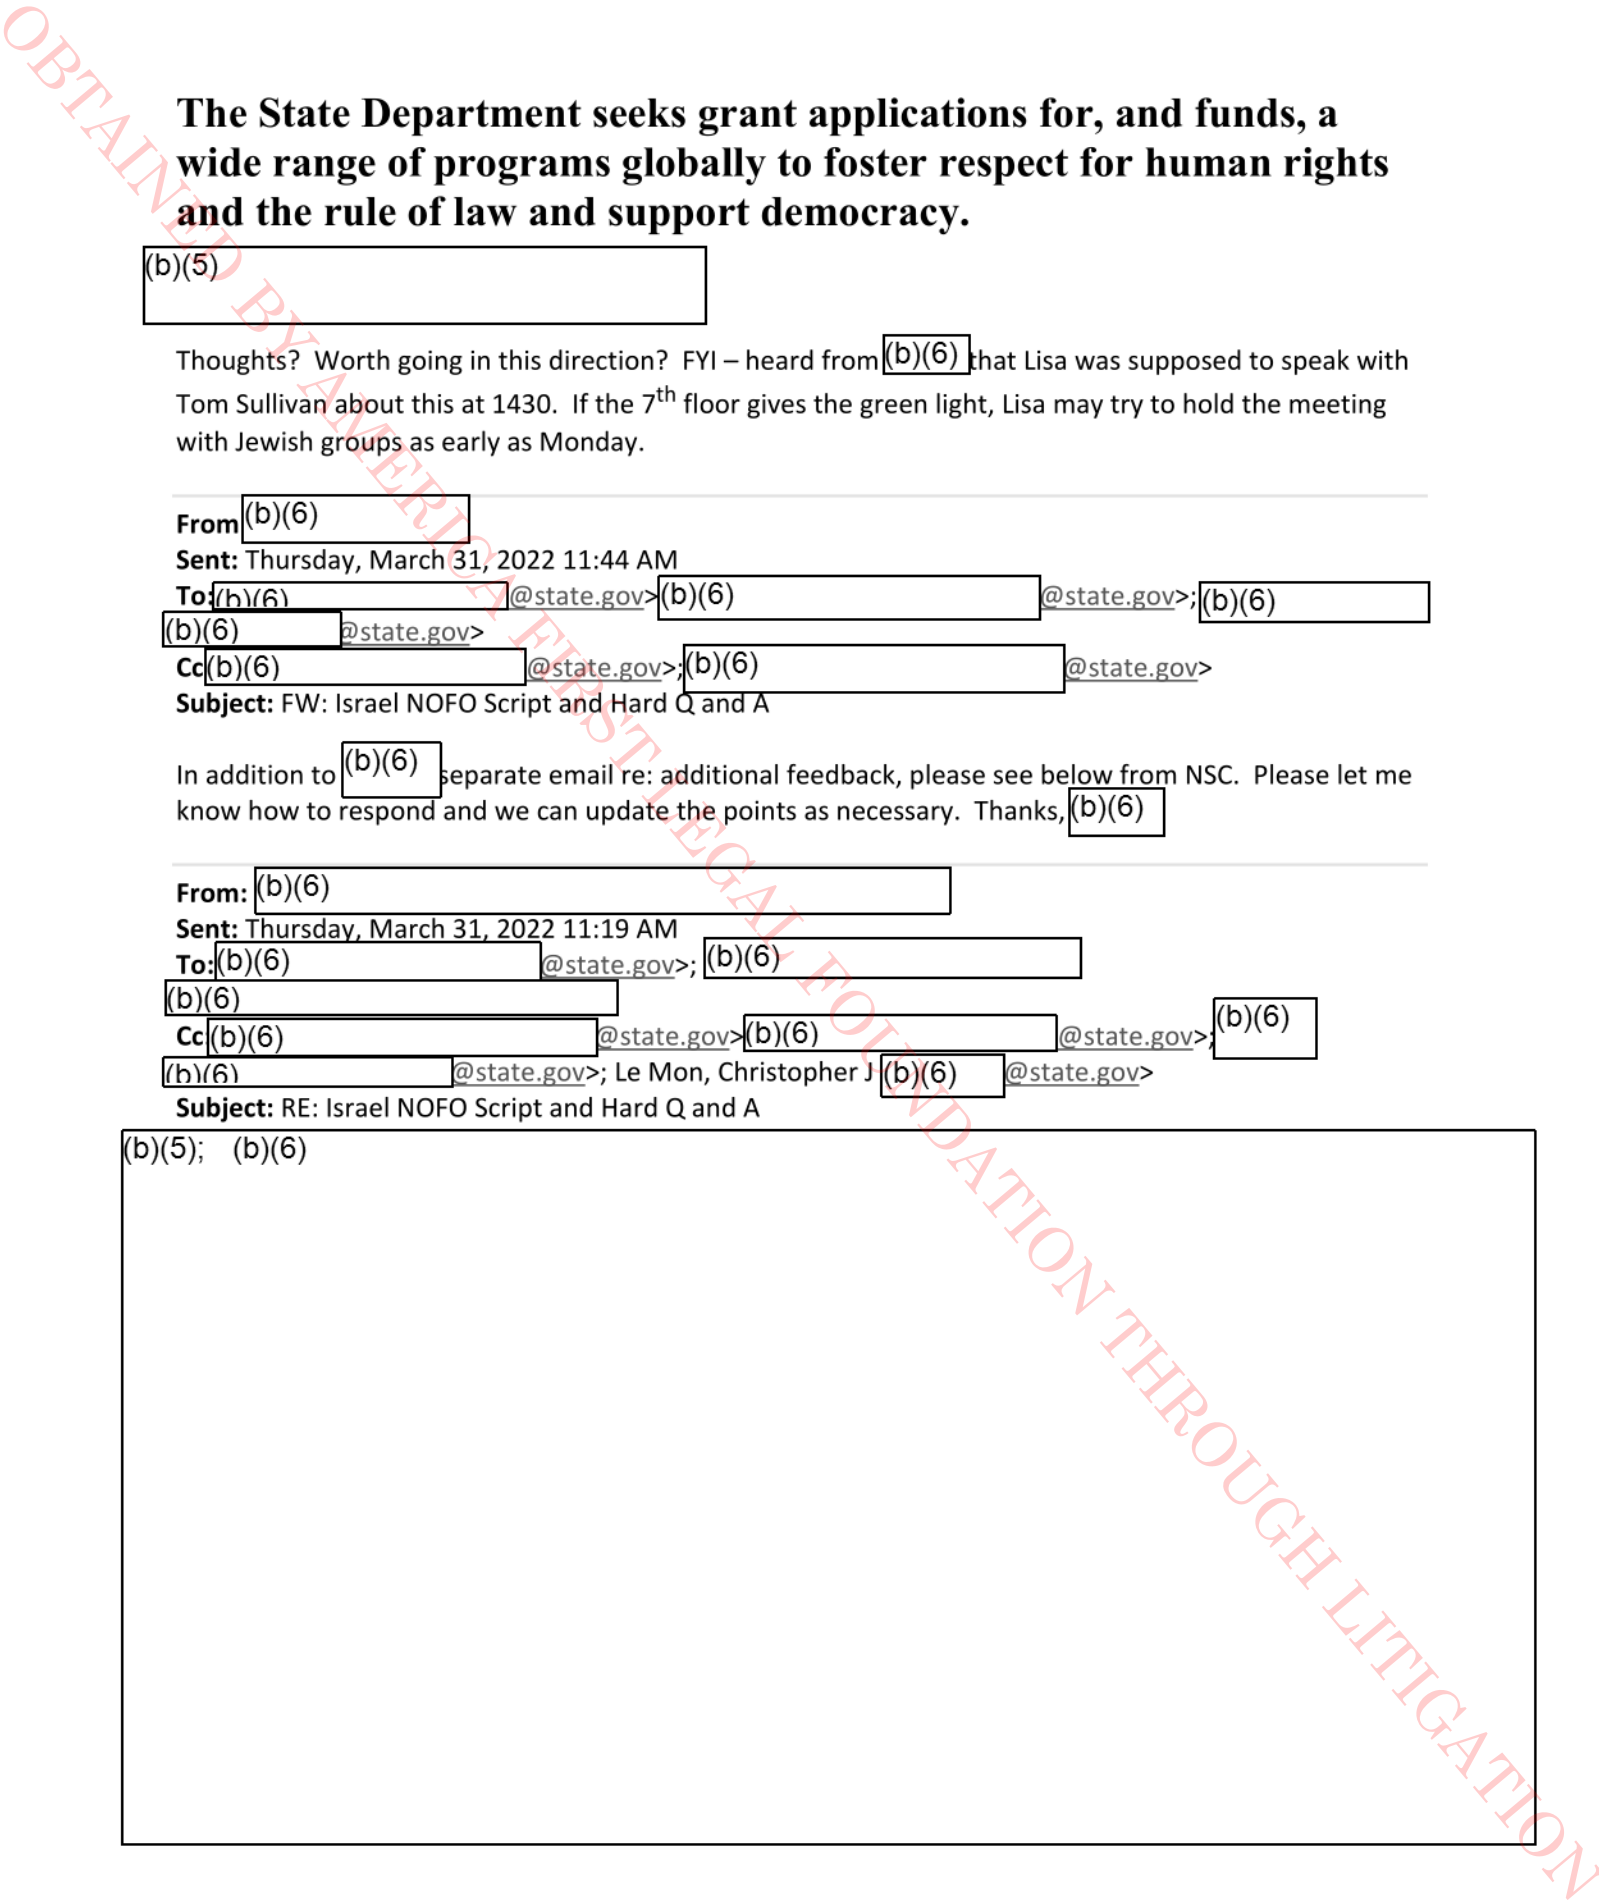 The State Department seeks grant applications for, and funds, a
wide range of programs globally to foster respect for human rights
and the rule of law and support democracy.
(b)(5)
Thoughts?  Worth going in this direction?  FYI – heard from (b)(6) that Lisa was supposed to speak with
Tom Sullivan about this at 1430.  If the 7th floor gives the green light, Lisa may try to hold the meeting
with Jewish groups as early as Monday.
From (b)(6)
Sent: Thursday, March 31, 2022 11:44 AM
To: (b)(6) @state.gov> (b)(6) @state.gov>; (b)(6)
(b)(6) @state.gov>
Cc (b)(6) @state.gov>; (b)(6) @state.gov>
Subject: FW: Israel NOFO Script and Hard Q and A
In addition to (b)(6) separate email re: additional feedback, please see below from NSC.  Please let me
know how to respond and we can update the points as necessary.  Thanks, (b)(6)
From: (b)(6)
Sent: Thursday, March 31, 2022 11:19 AM
To: (b)(6) @state.gov>; (b)(6)
(b)(6)
Cc (b)(6) @state.gov> (b)(6) @state.gov>; (b)(6)
(b)(6) @state.gov>; Le Mon, Christopher J (b)(6) @state.gov>
Subject: RE: Israel NOFO Script and Hard Q and A
(b)(5); (b)(6)
OBTAINED BY AMERICA FIRST LEGAL FOUNDATION THROUGH LITIGATION